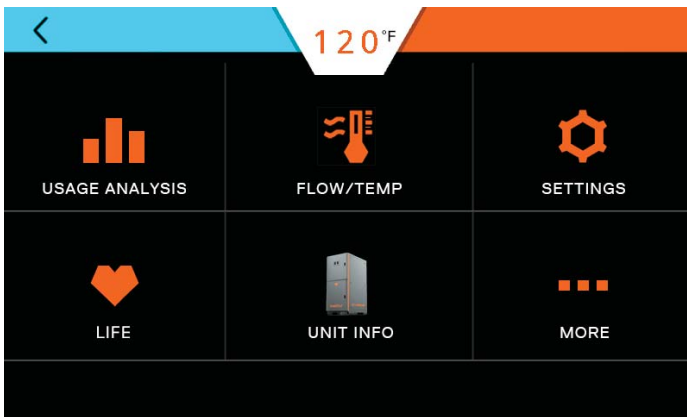 120°F
USAGE ANALYSIS
FLOW/TEMP
SETTINGS
LIFE
UNIT INFO
MORE